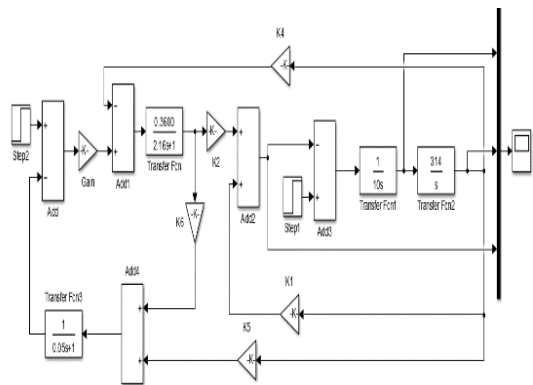 K4
-K-
0.3600
2.16s+1
Transfer Fcn
-K-
K2
Step2
Add
-K-
Gain
Add1
Add2
Step1
Add3
1
10s
Transfer Fcn1
314
s
Transfer Fcn2
-K-
K6
Add4
K1
-K-
Transfer Fcn3
1
0.05s+1
K5
-K-